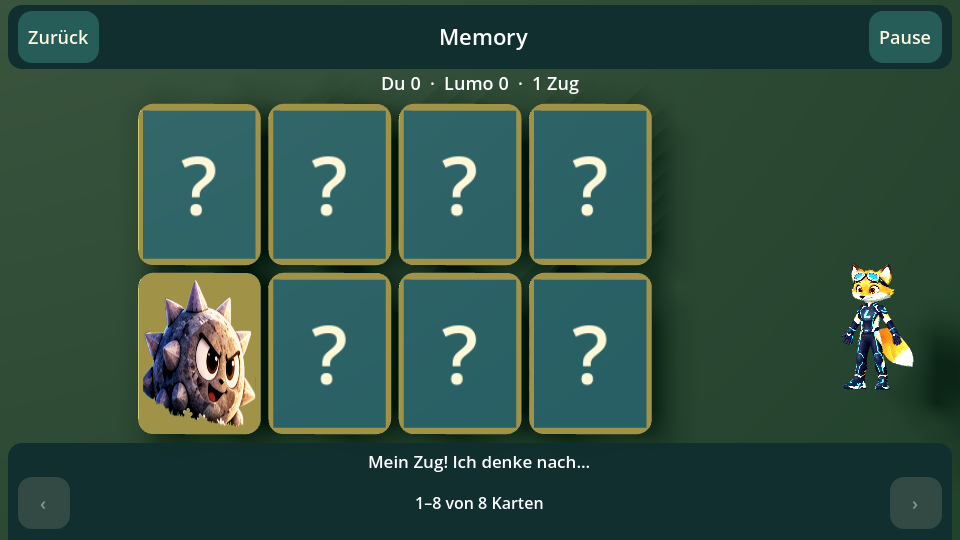 Zurück
Memory
Pause
Du 0 · Lumo 0 · 1 Zug
? ? ? ?
? ? ?
Mein Zug! Ich denke nach...
‹
1–8 von 8 Karten
›